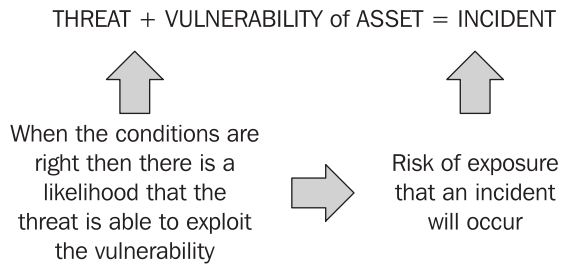 THREAT + VULNERABILITY of ASSET = INCIDENT
When the conditions are
right then there is a
likelihood that the
threat is able to exploit
the vulnerability
Risk of exposure
that an incident
will occur